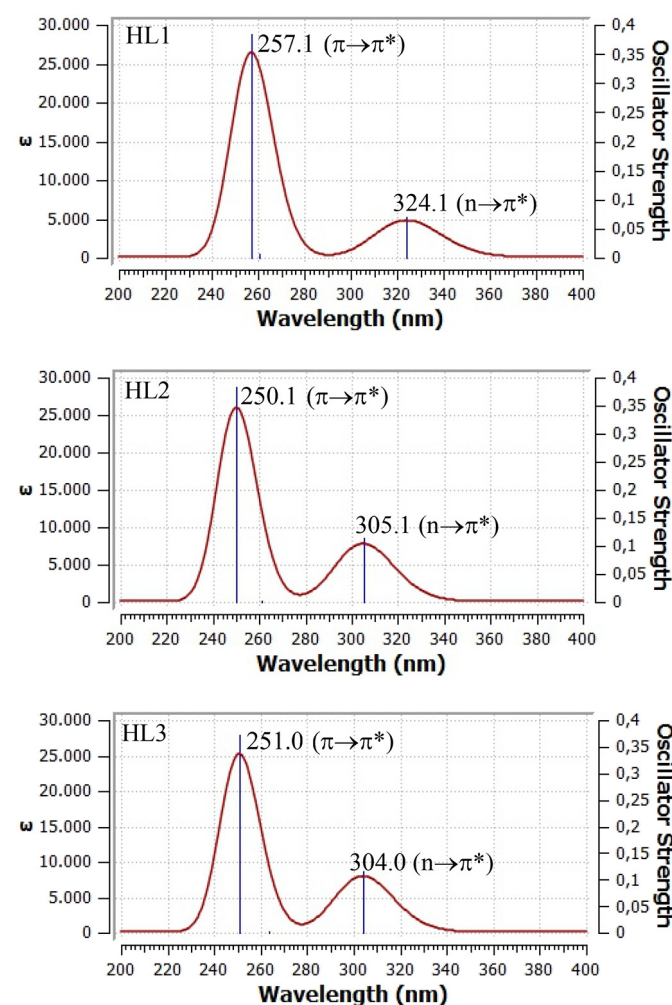 HL1
257.1 (π→π*)
324.1 (n→π*)
30.000
25.000
20.000
15.000
10.000
5.000
0
ε
0,4
0,35
0,3
0,25
0,2
0,15
0,1
0,05
0
Oscillator Strength
200 220 240 260 280 300 320 340 360 380 400
Wavelength (nm)
HL2
250.1 (π→π*)
305.1 (n→π*)
30.000
25.000
20.000
15.000
10.000
5.000
0
ε
0,4
0,35
0,3
0,25
0,2
0,15
0,1
0,05
0
Oscillator Strength
200 220 240 260 280 300 320 340 360 380 400
Wavelength (nm)
HL3
251.0 (π→π*)
304.0 (n→π*)
30.000
25.000
20.000
15.000
10.000
5.000
0
ε
0,4
0,35
0,3
0,25
0,2
0,15
0,1
0,05
0
Oscillator Strength
200 220 240 260 280 300 320 340 360 380 400
Wavelength (nm)